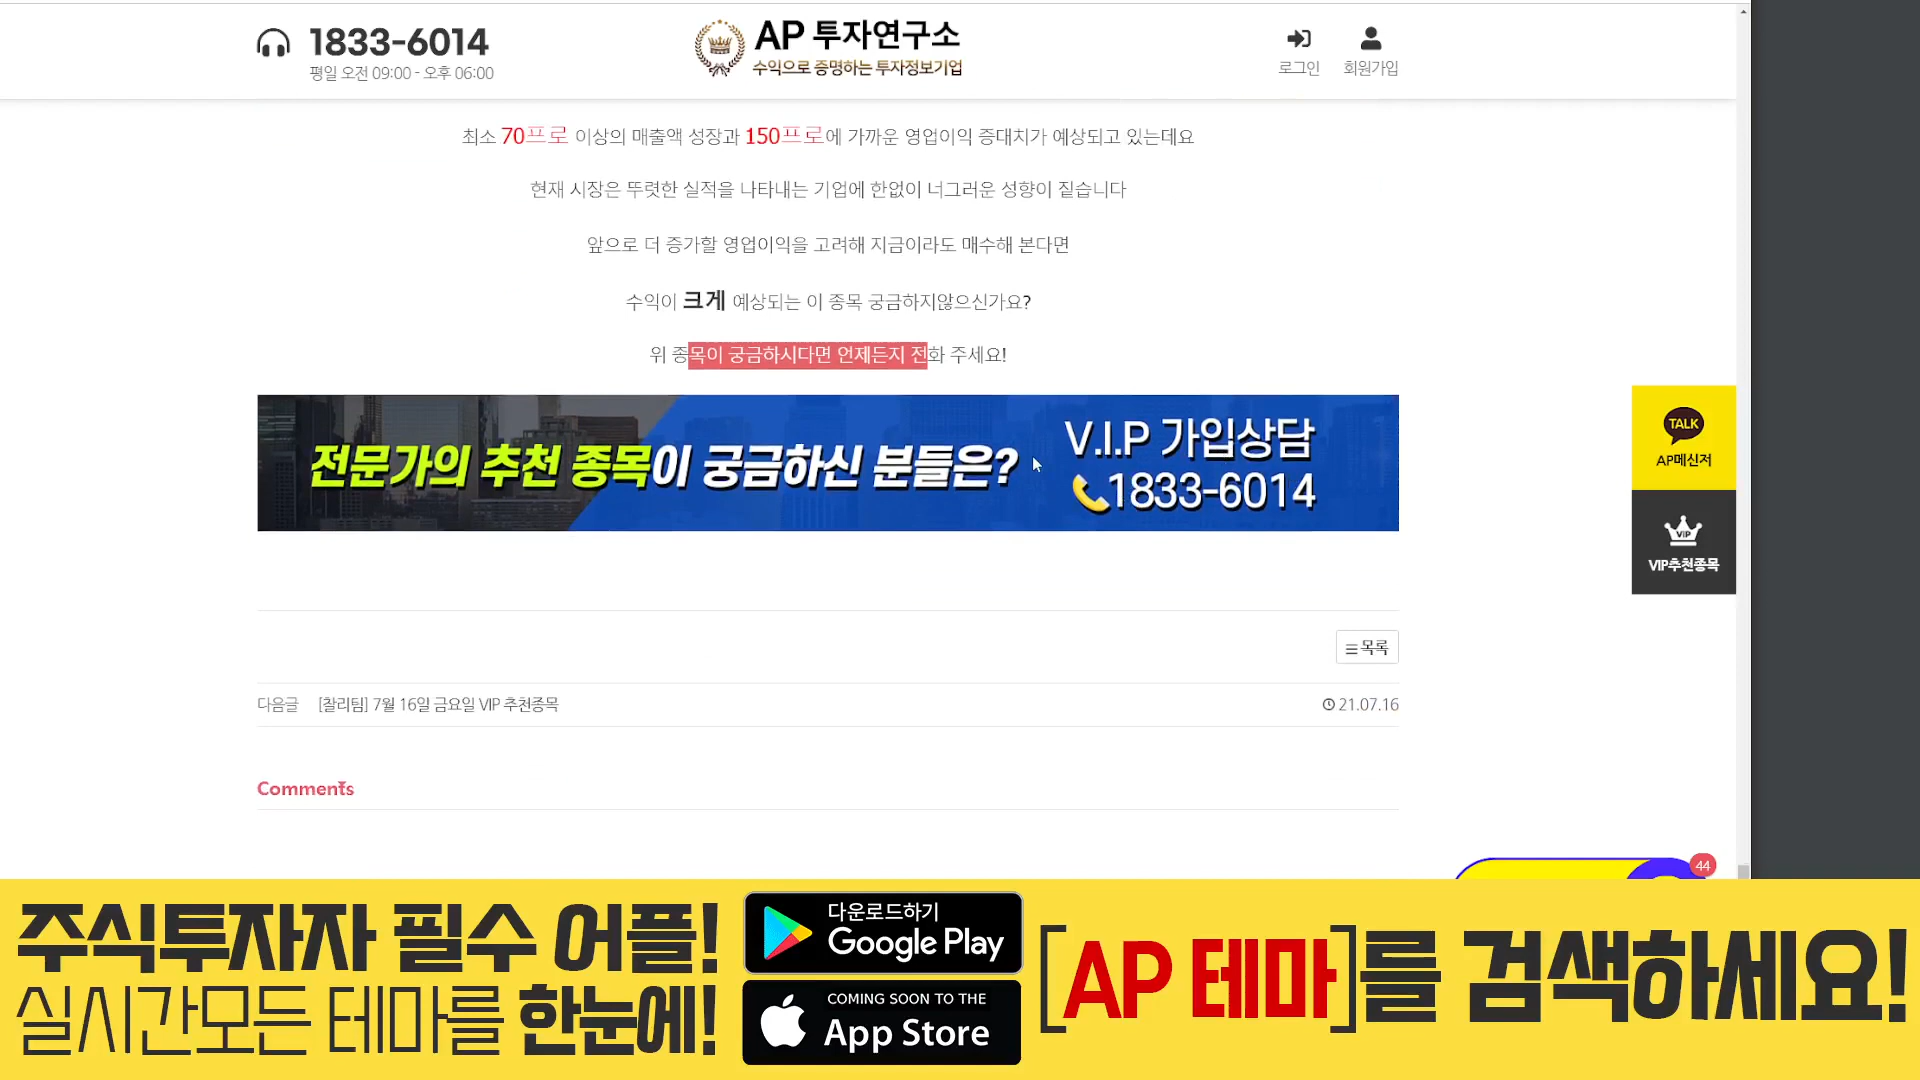 1833-6014
평일 오전 09:00 - 오후 06:00
AP 투자연구소
수익으로 증명하는 투자정보기업
로그인
회원가입
최소 70프로 이상의 매출액 성장과 150프로에 가까운 영업이익 증대치가 예상되고 있는데요
현재 시장은 뚜렷한 실적을 나타내는 기업에 한없이 너그러운 성향이 짙습니다
앞으로 더 증가할 영업이익을 고려해 지금이라도 매수해 본다면
수익이 크게 예상되는 이 종목 궁금하지않으신가요?
위 종목이 궁금하시다면 언제든지 전화 주세요!
전문가의 추천 종목이 궁금하신 분들은?
V.I.P 가입상담
1833-6014
TALK
AP메신저
VIP
VIP추천종목
목록
다음글 [찰리팀] 7월 16일 금요일 VIP 추천종목 21.07.16
Comments
44
주식투자자 필수 어플!
실시간모든 테마를 한눈에!
다운로드하기
Google Play
COMING SOON TO THE
App Store
[AP 테마]를 검색하세요!